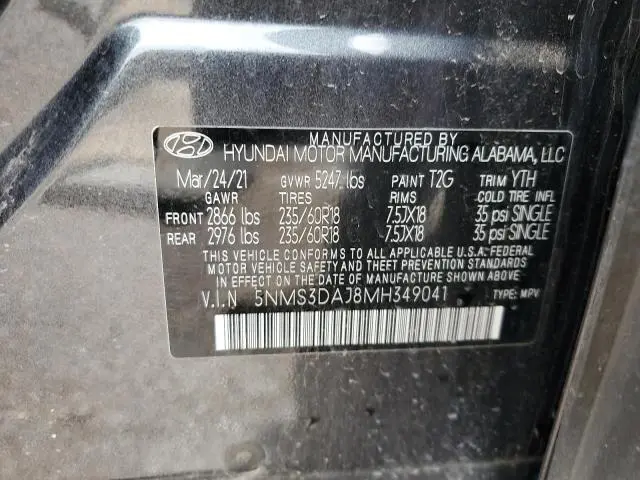 MANUFACTURED BY
HYUNDAI MOTOR MANUFACTURING ALABAMA, LLC
Mar/24/21 GVWR 5247 lbs PAINT T2G TRIM YTH
GAWR TIRES RIMS COLD TIRE INFL
FRONT 2866 lbs 235/60R18 7.5JX18 35 psi SINGLE
REAR 2976 lbs 235/60R18 7.5JX18 35 psi SINGLE
THIS VEHICLE CONFORMS TO ALL APPLICABLE U.S.A. FEDERAL
MOTOR VEHICLE SAFETY, BUMPER, AND THEFT PREVENTION STANDARDS
IN EFFECT ON THE DATE OF MANUFACTURE SHOWN ABOVE.
V.I.N 5NMS3DAJ8MH349041 TYPE: MPV